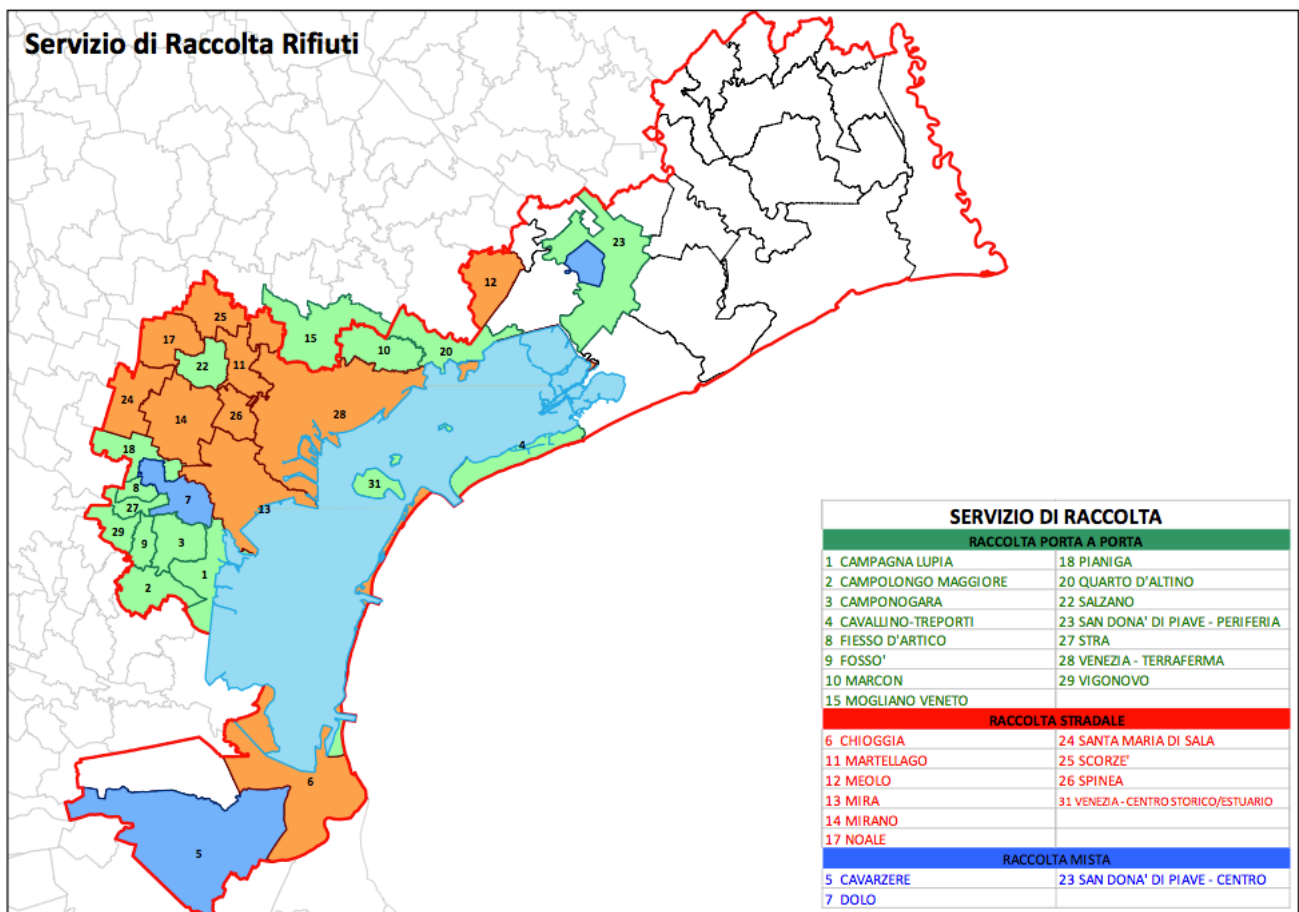 Servizio di Raccolta Rifiuti
23
12
25
17
15
10
20
22
11
24
14
26
28
18
4
8
7
31
27
13
29
9
3
1
2
6
5
SERVIZIO DI RACCOLTA
RACCOLTA PORTA A PORTA
1 CAMPAGNA LUPIA 18 PIANIGA
2 CAMPOLONGO MAGGIORE 20 QUARTO D'ALTINO
3 CAMPONOGARA 22 SALZANO
4 CAVALLINO-TREPORTI 23 SAN DONA' DI PIAVE - PERIFERIA
8 FIESSO D'ARTICO 27 STRA
9 FOSSO' 28 VENEZIA - TERRAFERMA
10 MARCON 29 VIGONOVO
15 MOGLIANO VENETO
RACCOLTA STRADALE
6 CHIOGGIA 24 SANTA MARIA DI SALA
11 MARTELLAGO 25 SCORZE'
12 MEOLO 26 SPINEA
13 MIRA 31 VENEZIA - CENTRO STORICO/ESTUARIO
14 MIRANO
17 NOALE
RACCOLTA MISTA
5 CAVARZERE 23 SAN DONA' DI PIAVE - CENTRO
7 DOLO